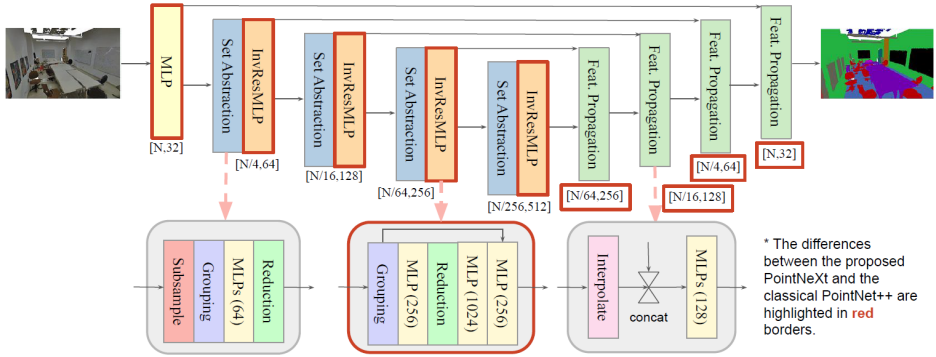 MLP
[N,32]
Set Abstraction
InvResMLP
[N/4,64]
Set Abstraction
InvResMLP
[N/16,128]
Set Abstraction
InvResMLP
[N/64,256]
Set Abstraction
InvResMLP
[N/256,512]
Feat. Propagation
[N/64,256]
Feat. Propagation
[N/16,128]
Feat. Propagation
[N/4,64]
Feat. Propagation
[N,32]
Subsample
Grouping
MLPs (64)
Reduction
Grouping
MLP (256)
Reduction
MLP (1024)
MLP (256)
Interpolate
concat
MLPs (128)
* The differences
between the proposed
PointNeXt and the
classical PointNet++ are
highlighted in red
borders.